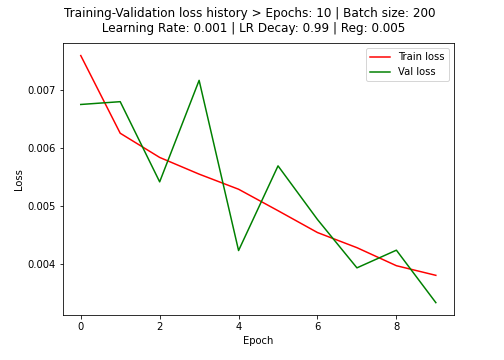 Training-Validation loss history > Epochs: 10 | Batch size: 200
Learning Rate: 0.001 | LR Decay: 0.99 | Reg: 0.005
Train loss
Val loss
0.007
0.006
0.005
0.004
Loss
0 2 4 6 8
Epoch